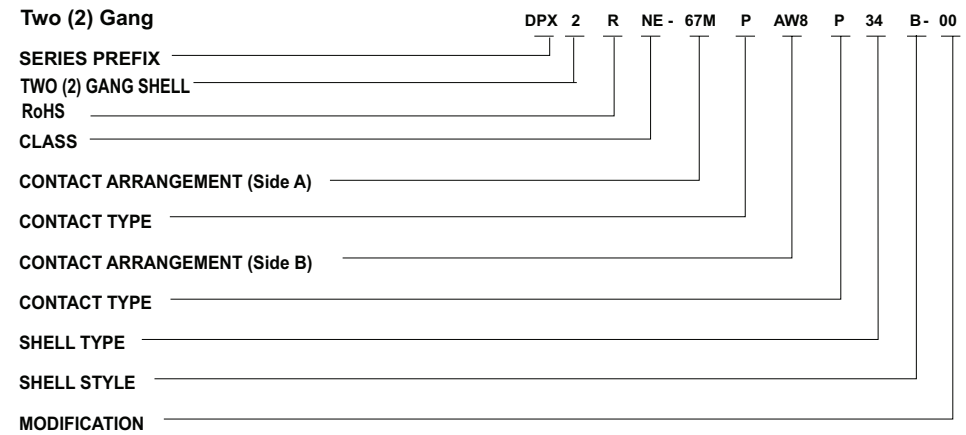 Two (2) Gang
DPX 2 R NE - 67M P AW8 P 34 B - 00
SERIES PREFIX
TWO (2) GANG SHELL
RoHS
CLASS
CONTACT ARRANGEMENT (Side A)
CONTACT TYPE
CONTACT ARRANGEMENT (Side B)
CONTACT TYPE
SHELL TYPE
SHELL STYLE
MODIFICATION